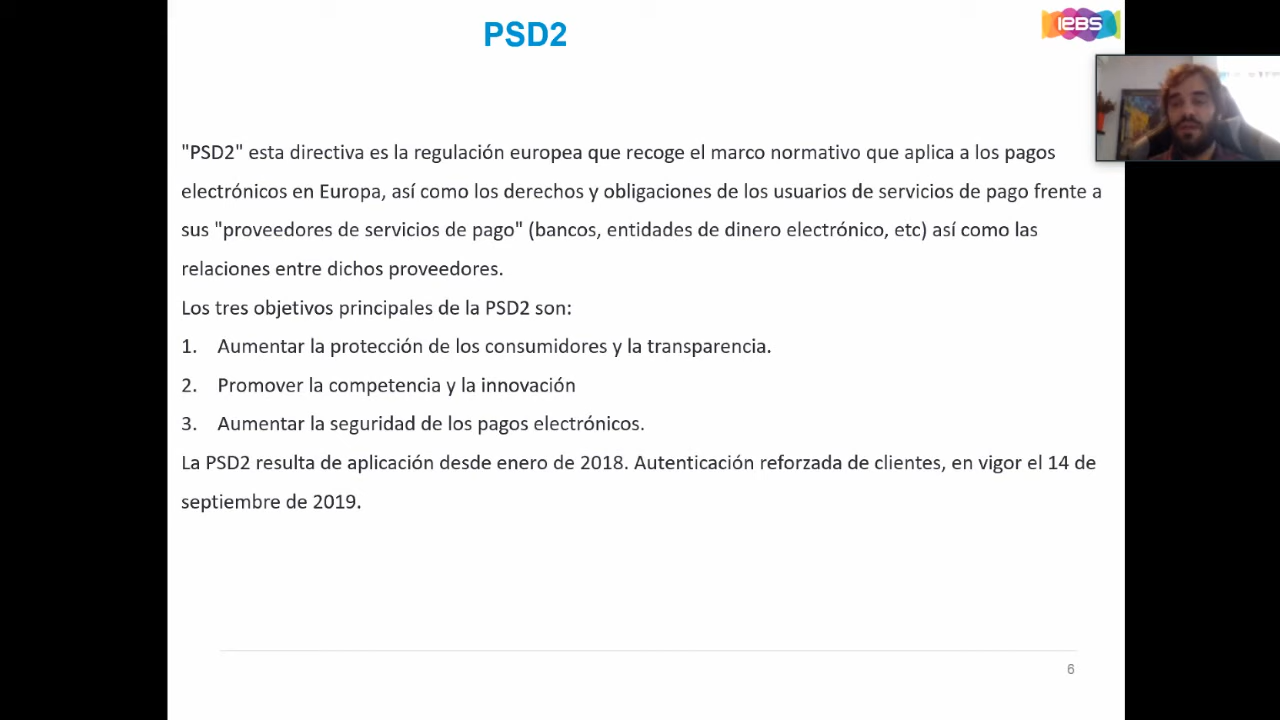 PSD2
iEBS
"PSD2" esta directiva es la regulación europea que recoge el marco normativo que aplica a los pagos
electrónicos en Europa, así como los derechos y obligaciones de los usuarios de servicios de pago frente a
sus "proveedores de servicios de pago" (bancos, entidades de dinero electrónico, etc) así como las
relaciones entre dichos proveedores.
Los tres objetivos principales de la PSD2 son:
1. Aumentar la protección de los consumidores y la transparencia.
2. Promover la competencia y la innovación
3. Aumentar la seguridad de los pagos electrónicos.
La PSD2 resulta de aplicación desde enero de 2018. Autenticación reforzada de clientes, en vigor el 14 de
septiembre de 2019.
6